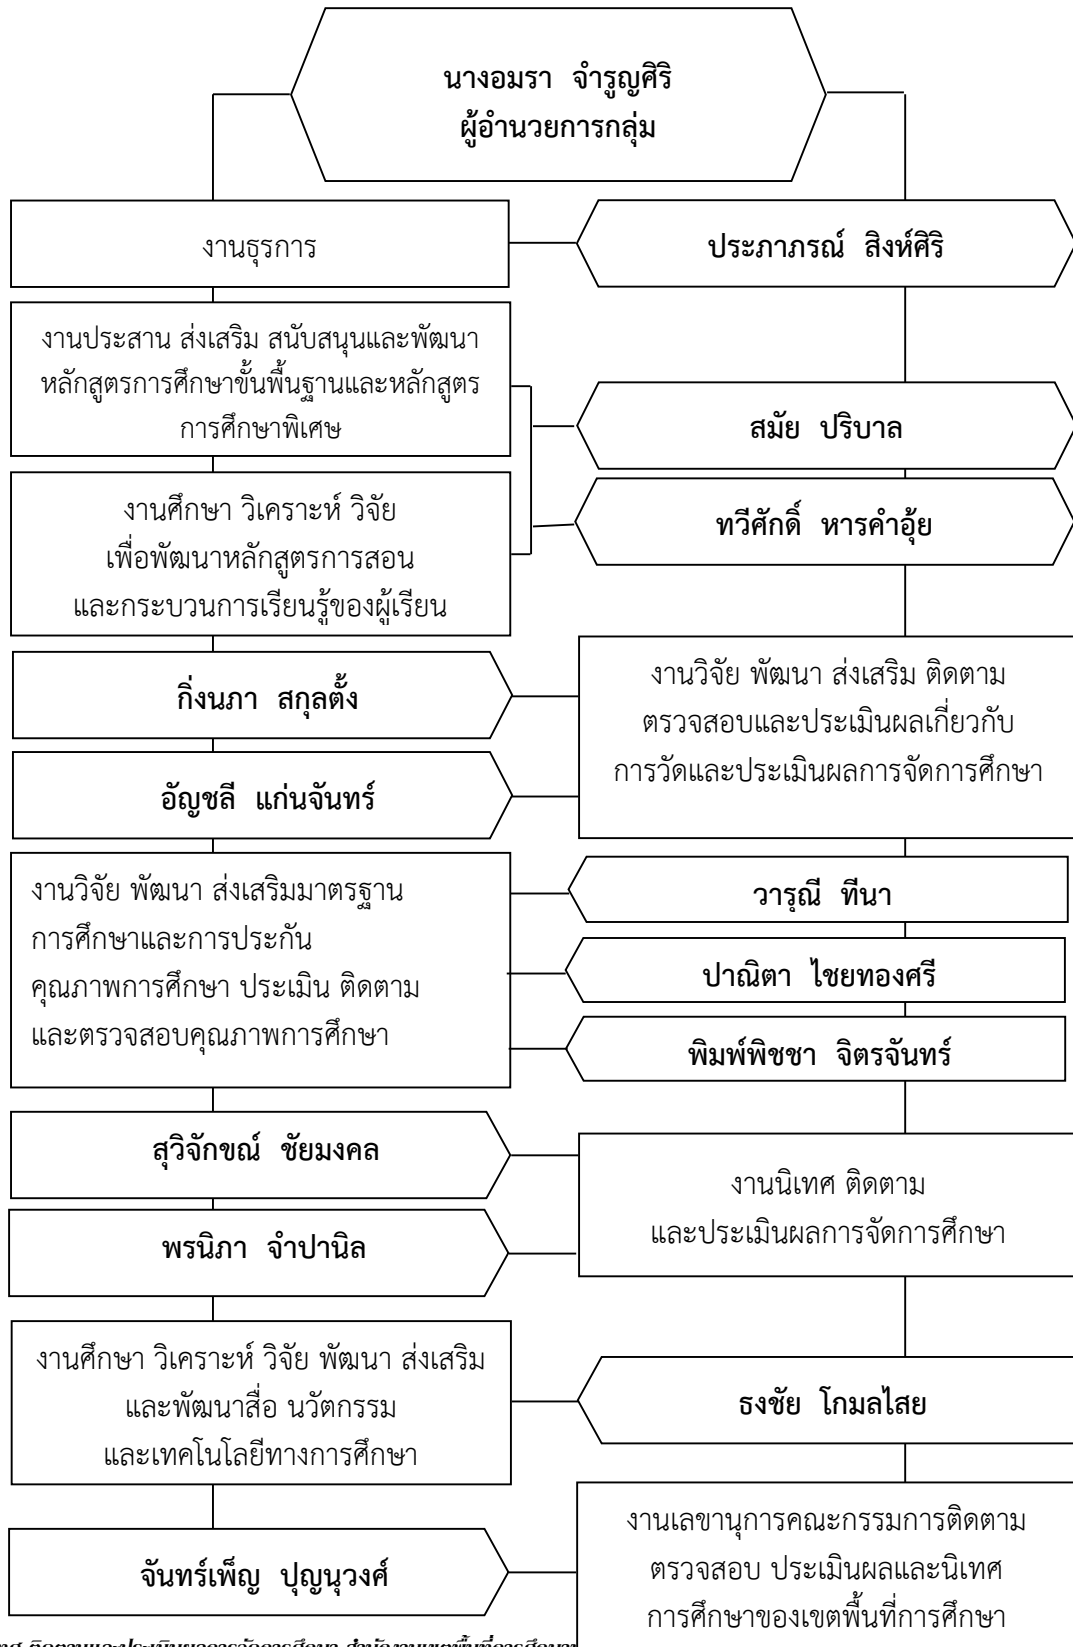 นางอมรา จำรูญศิริ
ผู้อำนวยการกลุ่ม
งานธุรการ
ประภาภรณ์ สิงห์ศิริ
งานประสาน ส่งเสริม สนับสนุนและพัฒนา
หลักสูตรการศึกษาขั้นพื้นฐานและหลักสูตร
การศึกษาพิเศษ
สมัย ปริบาล
งานศึกษา วิเคราะห์ วิจัย
เพื่อพัฒนาหลักสูตรการสอน
และกระบวนการเรียนรู้ของผู้เรียน
ทวีศักดิ์ หารคำอุ้ย
กิ่งนภา สกุลตั้ง
งานวิจัย พัฒนา ส่งเสริม ติดตาม
ตรวจสอบและประเมินผลเกี่ยวกับ
การวัดและประเมินผลการจัดการศึกษา
อัญชลี แก่นจันทร์
งานวิจัย พัฒนา ส่งเสริมมาตรฐาน
การศึกษาและการประกัน
คุณภาพการศึกษา ประเมิน ติดตาม
และตรวจสอบคุณภาพการศึกษา
วารุณี ทีนา
ปาณิตา ไชยทองศรี
พิมพ์พิชชา จิตรจันทร์
สุวิจักขณ์ ชัยมงคล
งานนิเทศ ติดตาม
และประเมินผลการจัดการศึกษา
พรนิภา จำปานิล
งานศึกษา วิเคราะห์ วิจัย พัฒนา ส่งเสริม
และพัฒนาสื่อ นวัตกรรม
และเทคโนโลยีทางการศึกษา
ธงชัย โกมลไสย
จันทร์เพ็ญ ปุญนุวงศ์
งานเลขานุการคณะกรรมการติดตาม
ตรวจสอบ ประเมินผลและนิเทศ
การศึกษาของเขตพื้นที่การศึกษา
ติดตามและประเมินผลการจัดการศึกษา